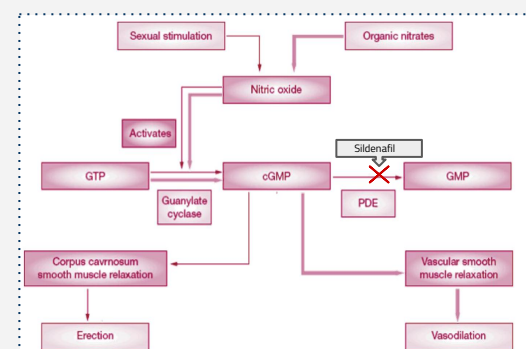 Sexual stimulation
Organic nitrates
Nitric oxide
Activates
Sildenafil
GTP
cGMP
GMP
Guanylate
cyclase
PDE
Corpus cavrnosum
smooth muscle relaxation
Vascular smooth
muscle relaxation
Erection
Vasodilation